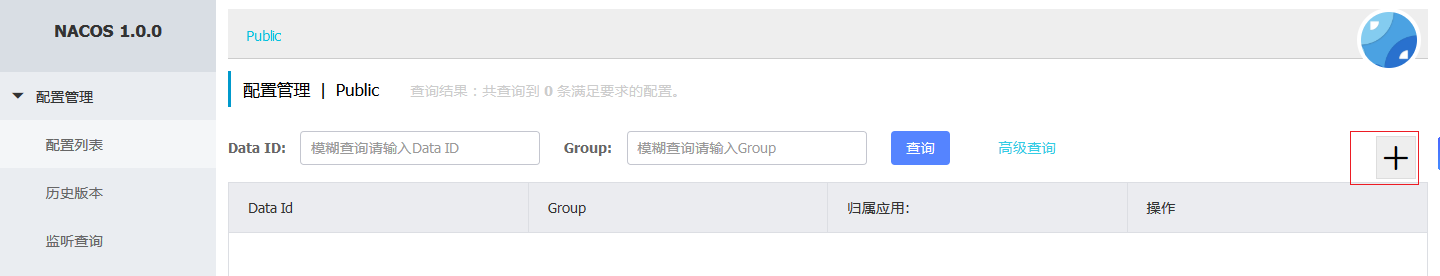 NACOS 1.0.0
Public
配置管理 | Public 查询结果：共查询到 0 条满足要求的配置。
配置管理
配置列表
历史版本
监听查询
Data ID: 模糊查询请输入Data ID Group: 模糊查询请输入Group 查询 高级查询
Data Id Group 归属应用: 操作